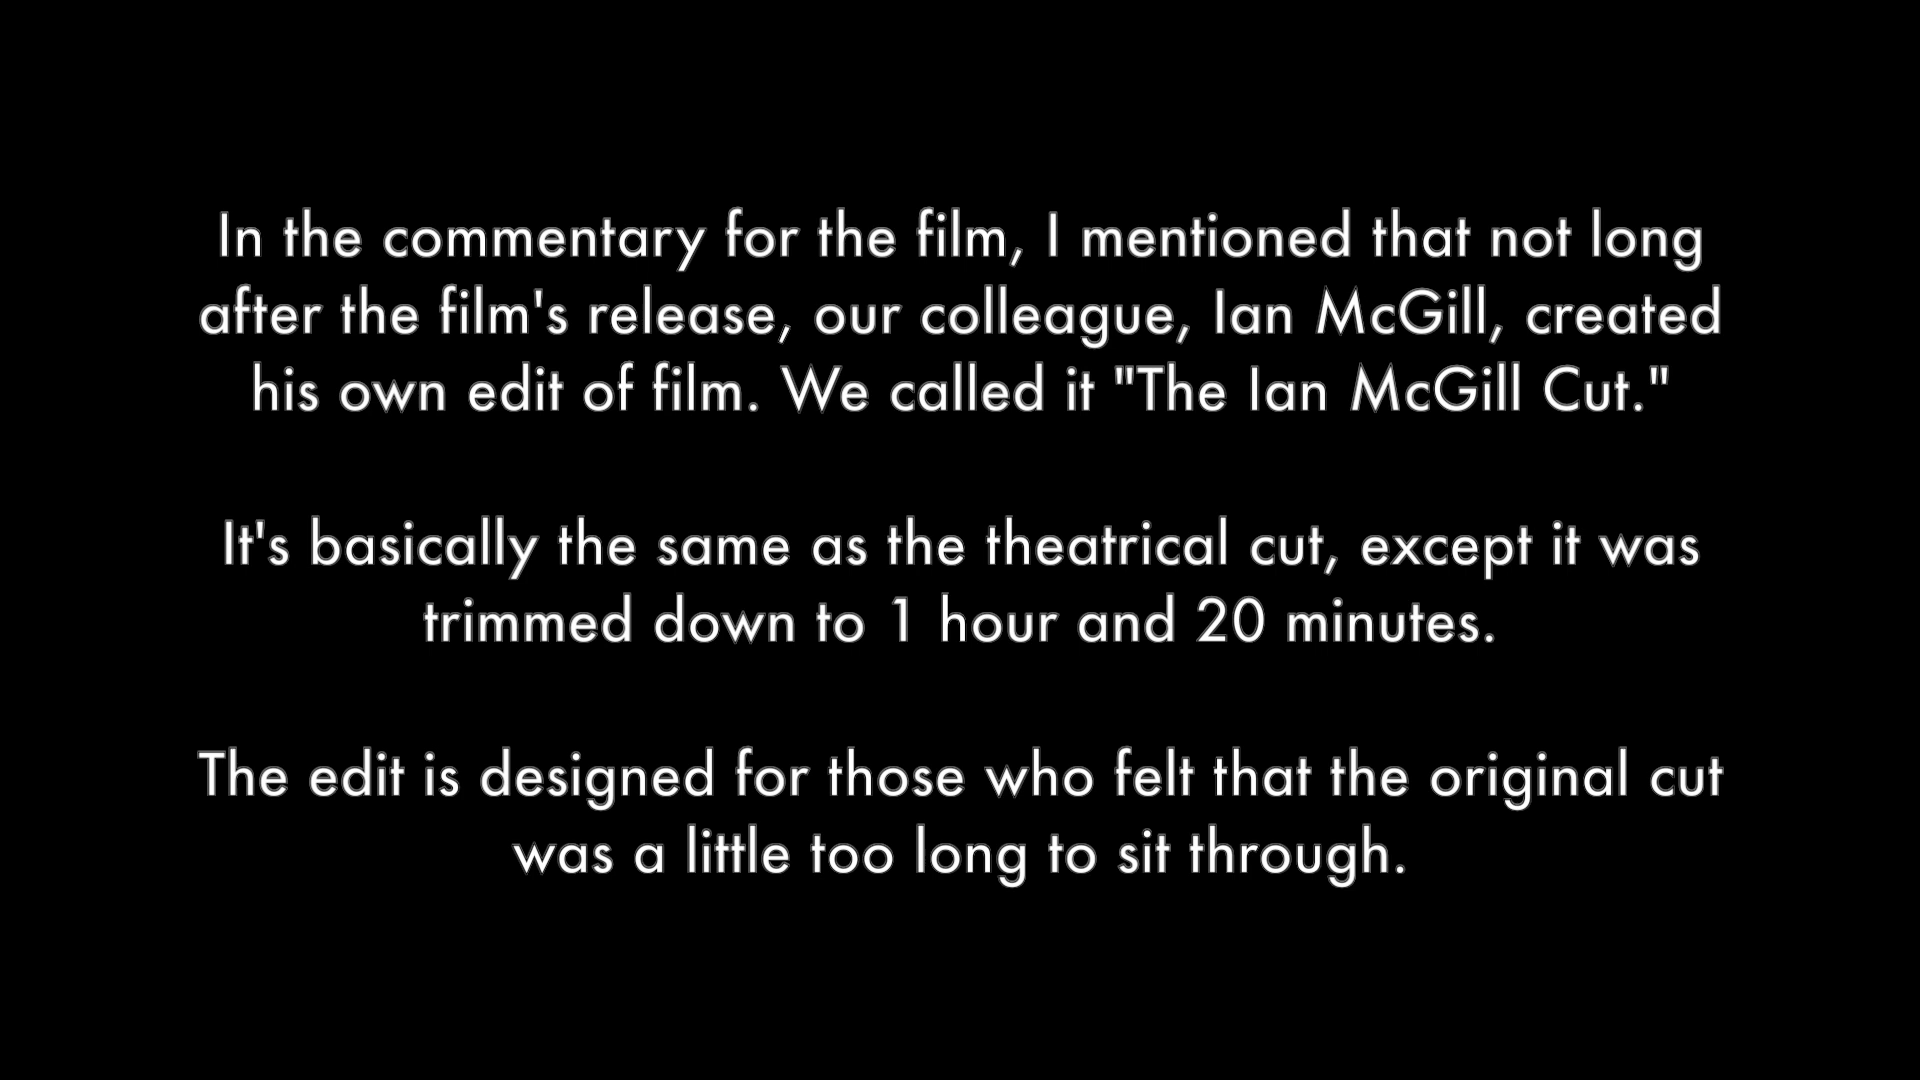 In the commentary for the film, I mentioned that not long
after the film's release, our colleague, Ian McGill, created
his own edit of film. We called it "The Ian McGill Cut."
It's basically the same as the theatrical cut, except it was
trimmed down to 1 hour and 20 minutes.
The edit is designed for those who felt that the original cut
was a little too long to sit through.